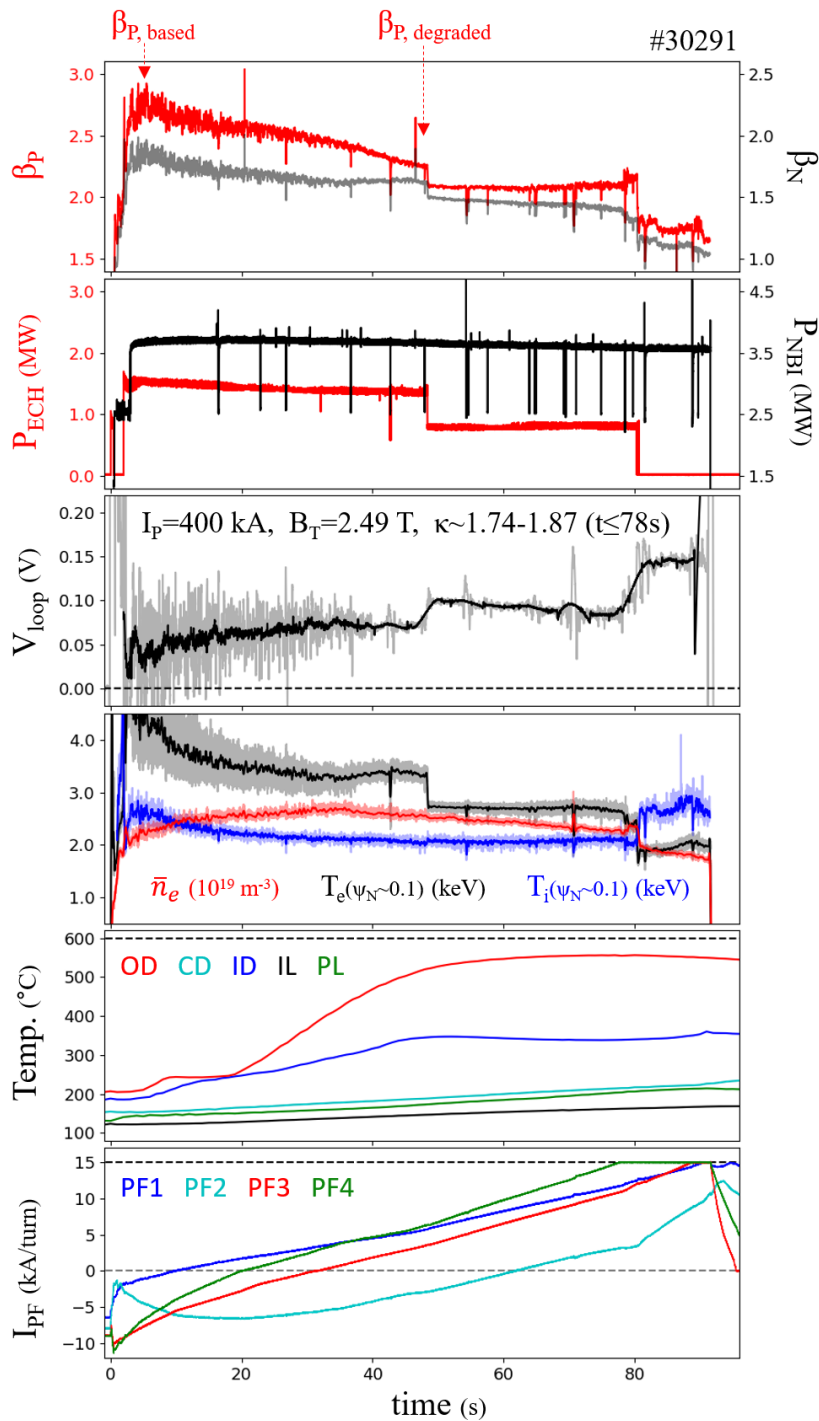 β_P, based
β_P, degraded
#30291
3.0
2.5
2.0
1.5
β_P
2.5
2.0
1.5
1.0
β_N
3.0
2.0
1.0
0.0
P_ECH (MW)
4.5
3.5
2.5
1.5
P_NBI (MW)
I_P=400 kA, B_T=2.49 T, κ~1.74-1.87 (t≤78s)
0.20
0.15
0.10
0.05
0.00
V_loop (V)
4.0
3.0
2.0
1.0
n̄_e (10¹⁹ m⁻³) T_e(ψ_N~0.1) (keV) T_i(ψ_N~0.1) (keV)
600
500
400
300
200
100
Temp. (°C)
OD CD ID IL PL
15
10
5
0
−5
−10
I_PF (kA/turn)
PF1 PF2 PF3 PF4
0 20 40 60 80
time (s)